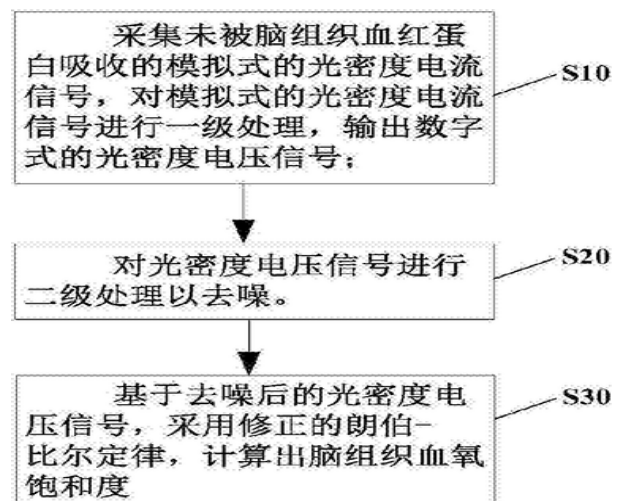 采集未被脑组织血红蛋
白吸收的模拟式的光密度电流
信号，对模拟式的光密度电流
信号进行一级处理，输出数字
式的光密度电压信号；
S10
对光密度电压信号进行
二级处理以去噪。
S20
基于去噪后的光密度电
压信号，采用修正的朗伯-
比尔定律，计算出脑组织血氧
饱和度
S30